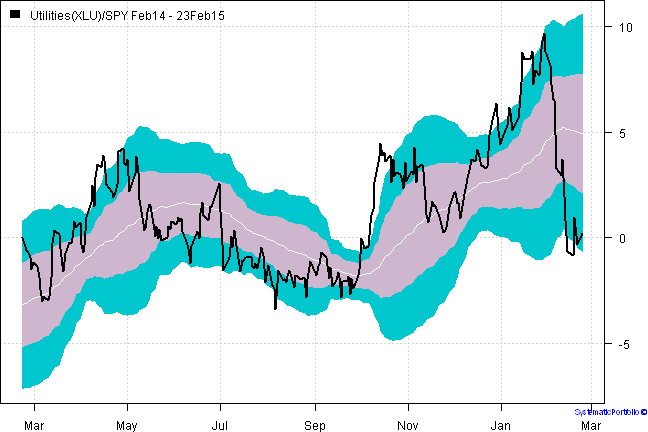 Utilities(XLU)/SPY Feb14 - 23Feb15
10
5
0
-5
SystematicPortfolio ©
Mar May Jul Sep Nov Jan Mar